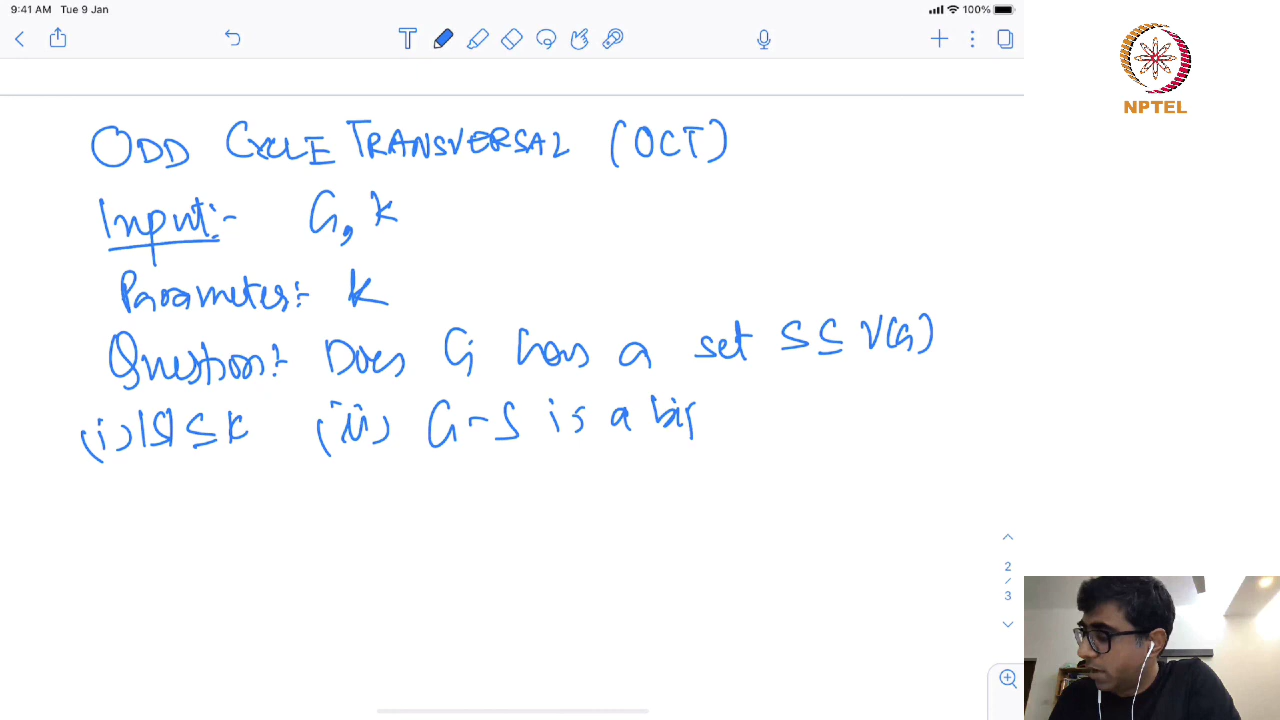 9:41 AM Tue 9 Jan
100%
T
NPTEL
ODD CYCLE TRANSVERSAL (OCT)
Input:- G, k
Parameter:- k
Question:- Does G has a set S ⊆ V(G)
(i) |S| ≤ k (ii) G-S is a bip
2
/
3